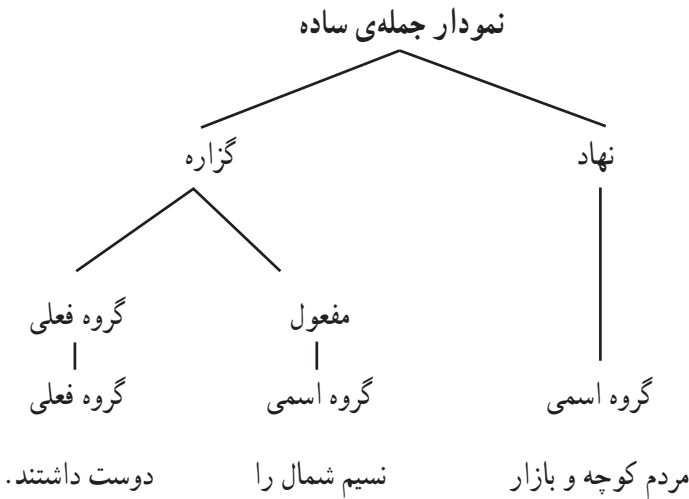 نمودار جمله‌ی ساده
نهاد گزاره
مفعول گروه فعلی
گروه اسمی گروه اسمی گروه فعلی
مردم کوچه و بازار نسیم شمال را دوست داشتند.